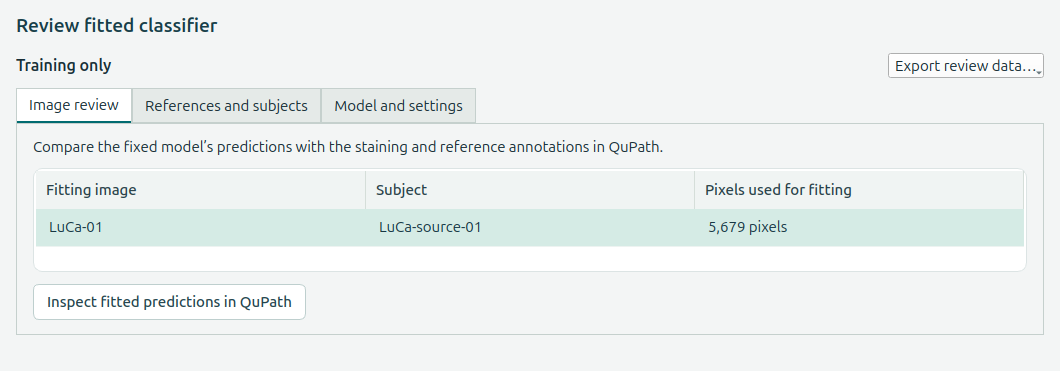 Review fitted classifier
Training only
Export review data...
Image review
References and subjects
Model and settings
Compare the fixed model’s predictions with the staining and reference annotations in QuPath.
Fitting image Subject Pixels used for fitting
LuCa-01 LuCa-source-01 5,679 pixels
Inspect fitted predictions in QuPath